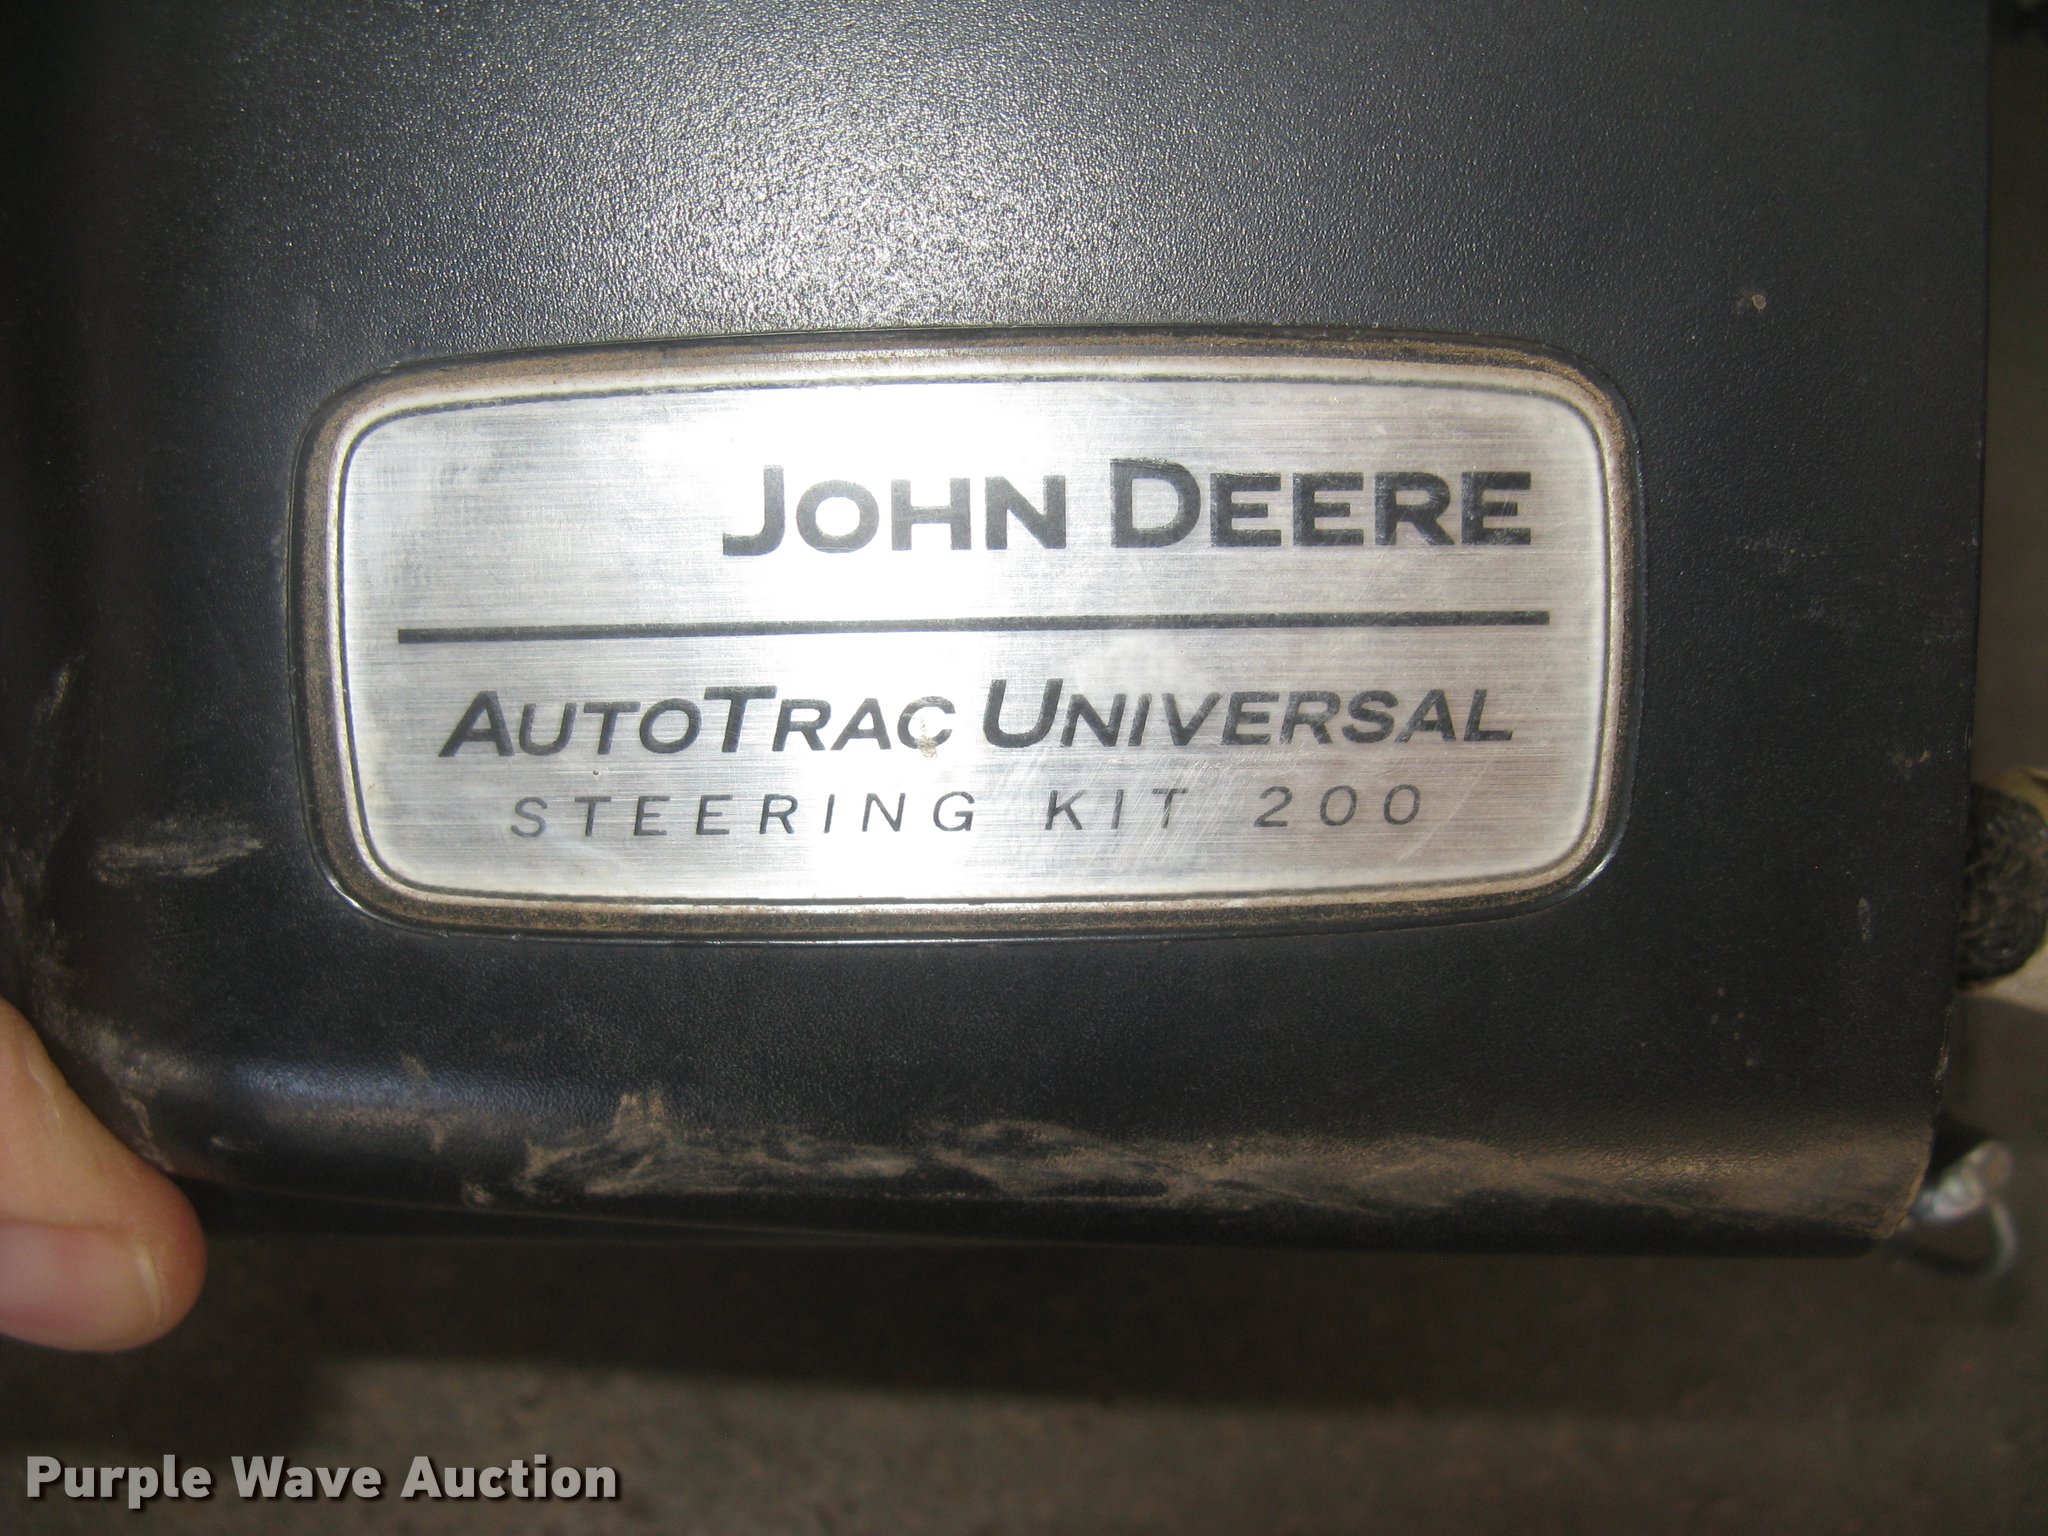 JOHN DEERE
AUTOTRAC UNIVERSAL
STEERING KIT 200
Purple Wave Auction